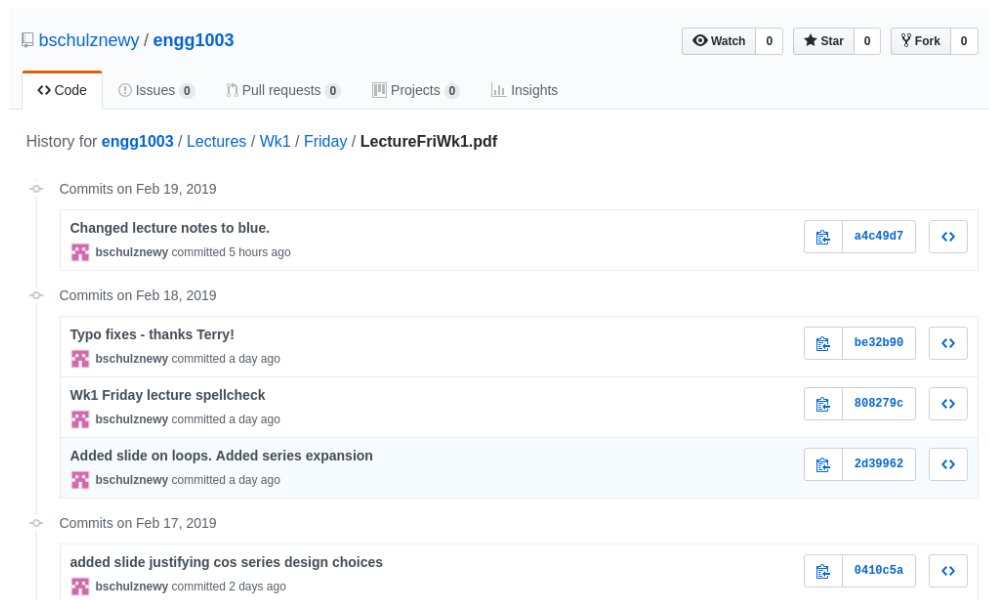 bschulznewy / engg1003
Watch 0 Star 0 Fork 0
Code Issues 0 Pull requests 0 Projects 0 Insights
History for engg1003 / Lectures / Wk1 / Friday / LectureFriWk1.pdf
Commits on Feb 19, 2019
Changed lecture notes to blue.
bschulznewy committed 5 hours ago
a4c49d7
Commits on Feb 18, 2019
Typo fixes - thanks Terry!
bschulznewy committed a day ago
be32b90
Wk1 Friday lecture spellcheck
bschulznewy committed a day ago
808279c
Added slide on loops. Added series expansion
bschulznewy committed a day ago
2d39962
Commits on Feb 17, 2019
added slide justifying cos series design choices
bschulznewy committed 2 days ago
0410c5a